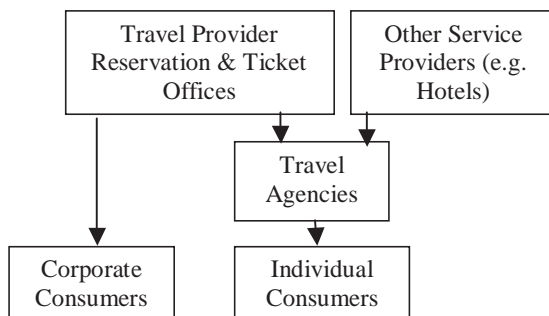 Travel Provider
Reservation & Ticket
Offices
Other Service
Providers (e.g.
Hotels)
Travel
Agencies
Corporate
Consumers
Individual
Consumers